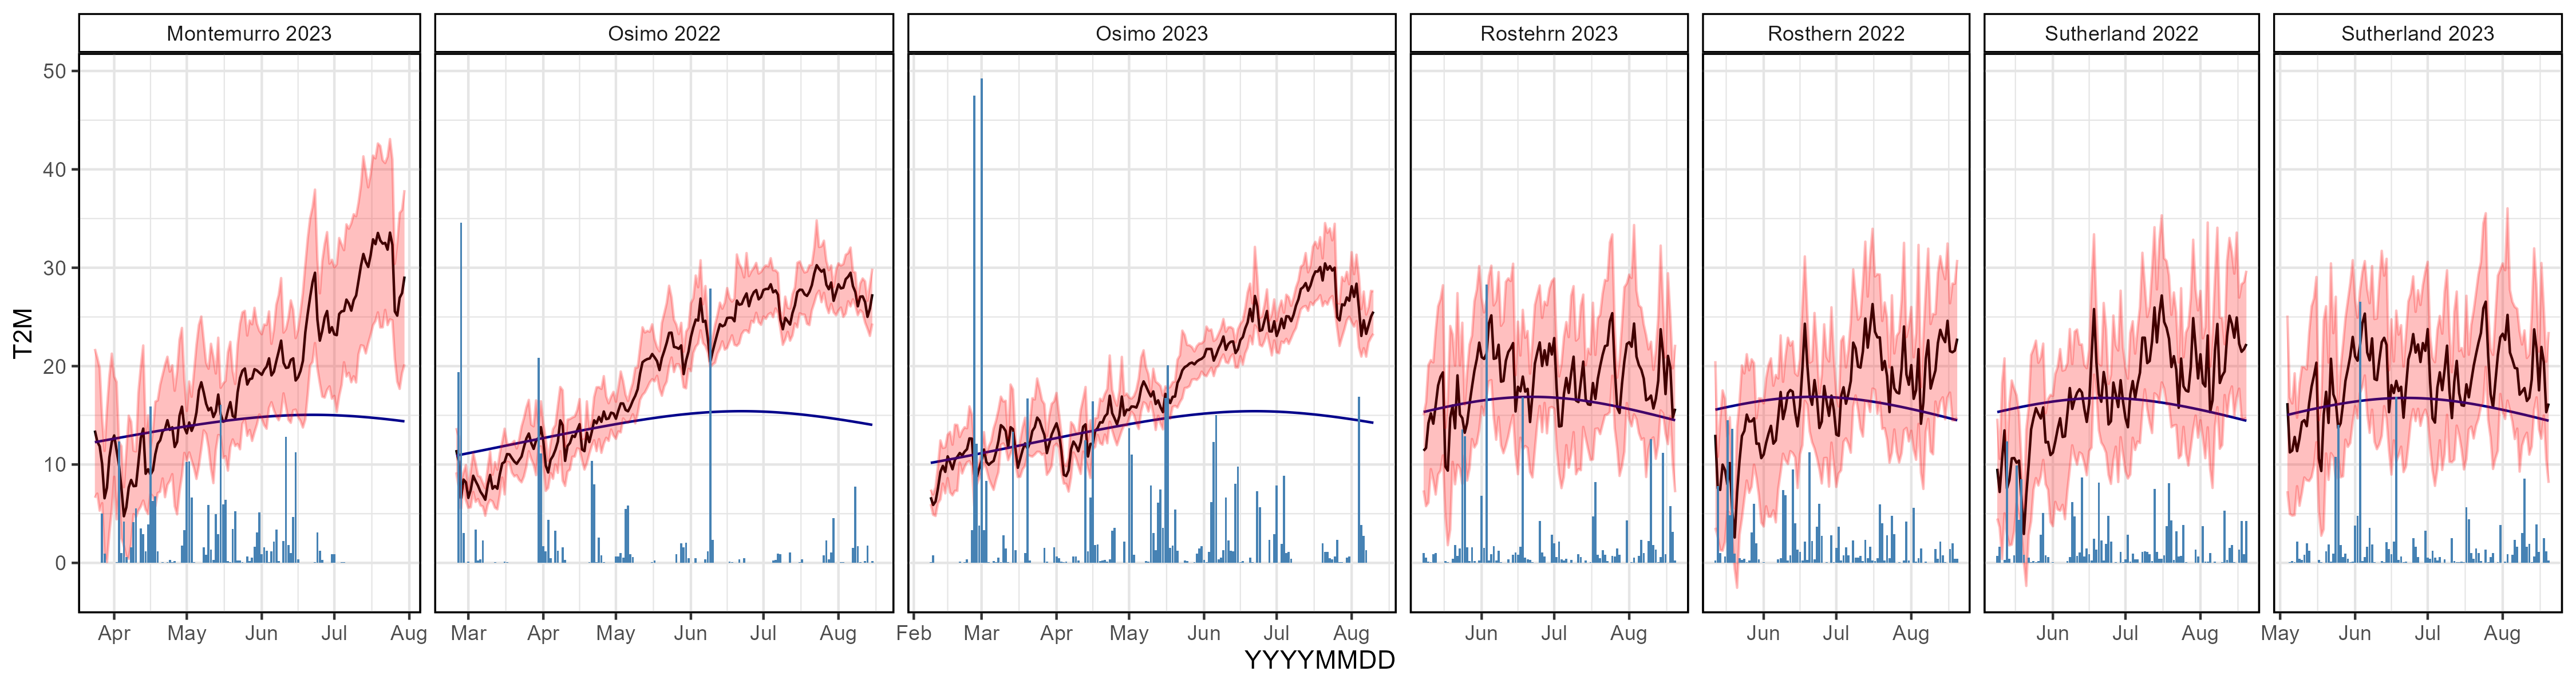 Montemurro 2023
Osimo 2022
Osimo 2023
Rostehrn 2023
Rosthern 2022
Sutherland 2022
Sutherland 2023
T2M
50
40
30
20
10
0
Apr May Jun Jul Aug
Mar Apr May Jun Jul Aug
Feb Mar Apr May Jun Jul Aug
Jun Jul Aug
Jun Jul Aug
Jun Jul Aug
May Jun Jul Aug
YYYYMMDD